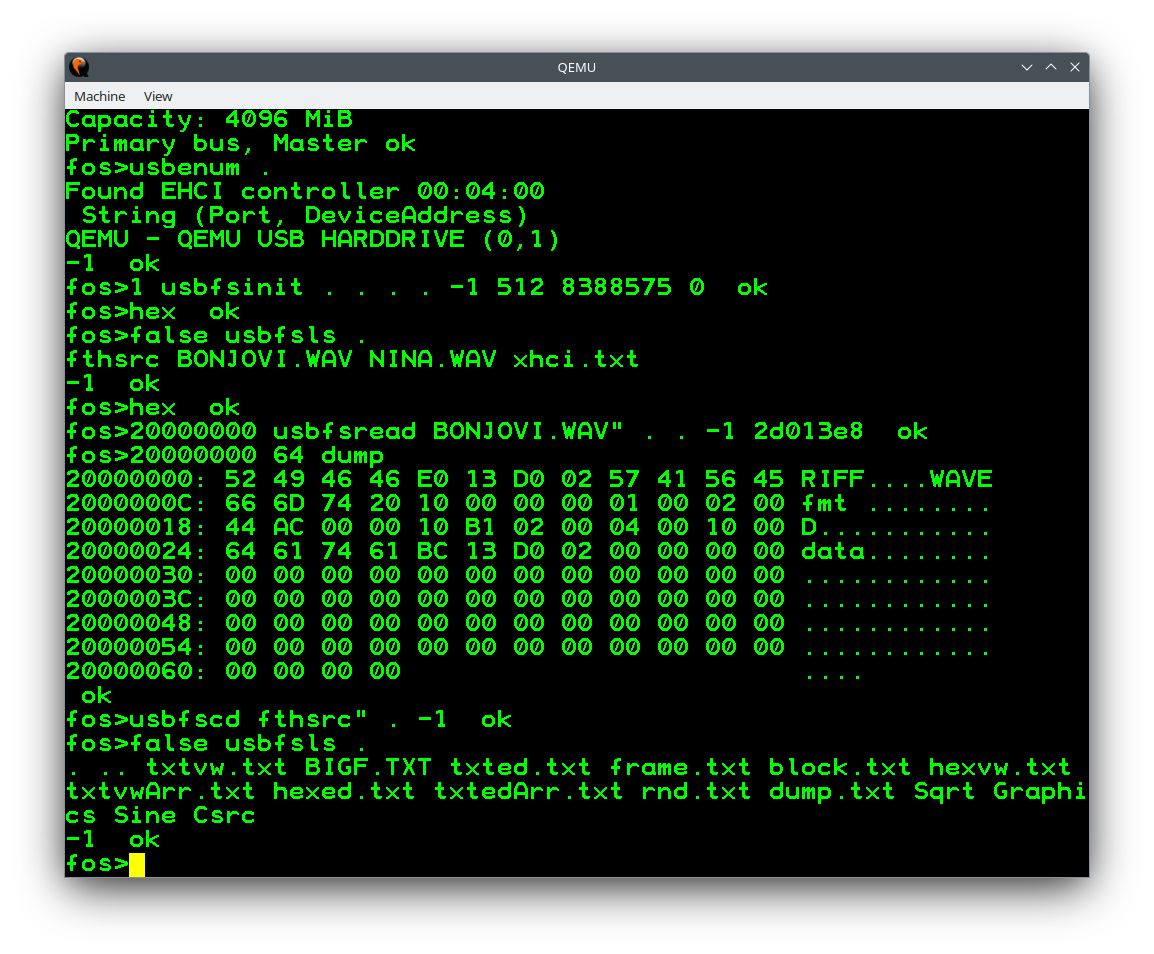 QEMU
Machine View
Capacity: 4096 MiB
Primary bus, Master ok
fos>usbenum .
Found EHCI controller 00:04:00
 String (Port, DeviceAddress)
QEMU - QEMU USB HARDDRIVE (0,1)
-1  ok
fos>1 usbfsinit . . . . -1 512 8388575 0  ok
fos>hex  ok
fos>false usbfsls .
fthsrc BONJOVI.WAV NINA.WAV xhci.txt
-1  ok
fos>hex  ok
fos>20000000 usbfsread BONJOVI.WAV" . . -1 2d013e8  ok
fos>20000000 64 dump
20000000: 52 49 46 46 E0 13 D0 02 57 41 56 45 RIFF....WAVE
2000000C: 66 6D 74 20 10 00 00 00 01 00 02 00 fmt ........
20000018: 44 AC 00 00 10 B1 02 00 04 00 10 00 D...........
20000024: 64 61 74 61 BC 13 D0 02 00 00 00 00 data........
20000030: 00 00 00 00 00 00 00 00 00 00 00 00 ............
2000003C: 00 00 00 00 00 00 00 00 00 00 00 00 ............
20000048: 00 00 00 00 00 00 00 00 00 00 00 00 ............
20000054: 00 00 00 00 00 00 00 00 00 00 00 00 ............
20000060: 00 00 00 00                         ....
 ok
fos>usbfscd fthsrc" . -1  ok
fos>false usbfsls .
. .. txtvw.txt BIGF.TXT txted.txt frame.txt block.txt hexvw.txt
txtvwArr.txt hexed.txt txtedArr.txt rnd.txt dump.txt Sqrt Graphi
cs Sine Csrc
-1  ok
fos>